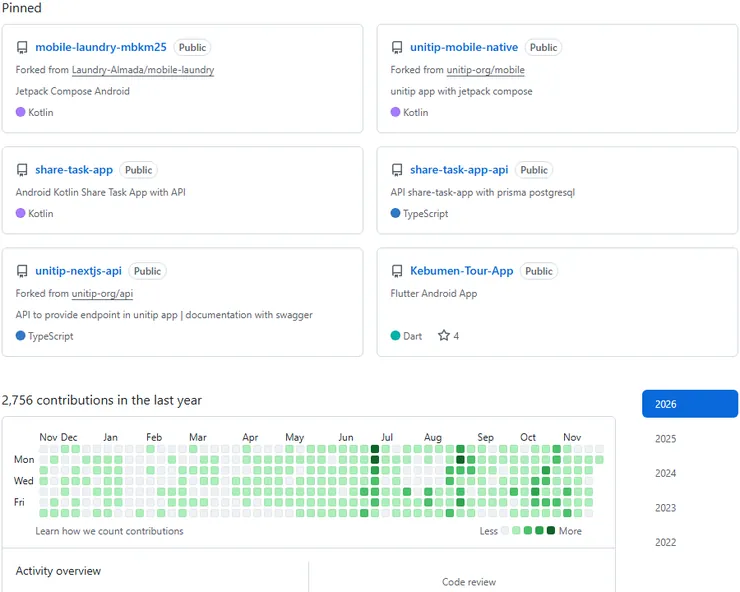 Pinned
mobile-laundry-mbkm25 Public
Forked from Laundry-Almada/mobile-laundry
Jetpack Compose Android
Kotlin
unitip-mobile-native Public
Forked from unitip-org/mobile
unitip app with jetpack compose
Kotlin
share-task-app Public
Android Kotlin Share Task App with API
Kotlin
share-task-app-api Public
API share-task-app with prisma postgresql
TypeScript
unitip-nextjs-api Public
Forked from unitip-org/api
API to provide endpoint in unitip app | documentation with swagger
TypeScript
Kebumen-Tour-App Public
Flutter Android App
Dart 4
2,756 contributions in the last year
Nov Dec Jan Feb Mar Apr May Jun Jul Aug Sep Oct Nov
Mon
Wed
Fri
Learn how we count contributions
Less More
2026
2025
2024
2023
2022
Activity overview
Code review